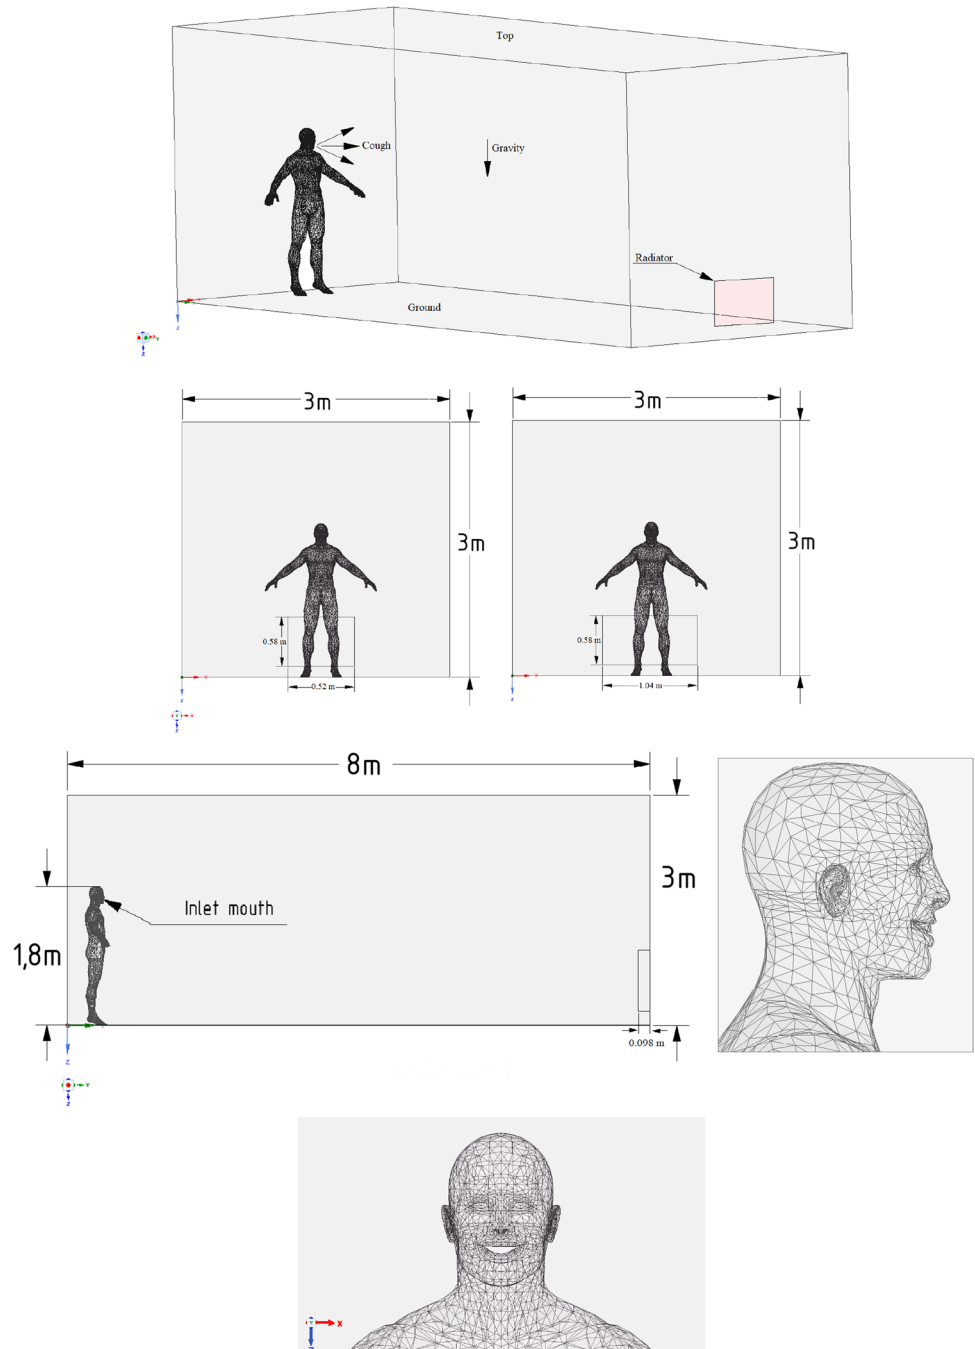 Top
Cough
Gravity
Radiator
Ground
z
x
Y
z
3m
3m
3m
3m
0.58 m
0.52 m
0.58 m
1.04 m
x
z
Y
x
z
x
z
8m
3m
Inlet mouth
1,8m
0.098 m
Y
z
Y
z
Y
x